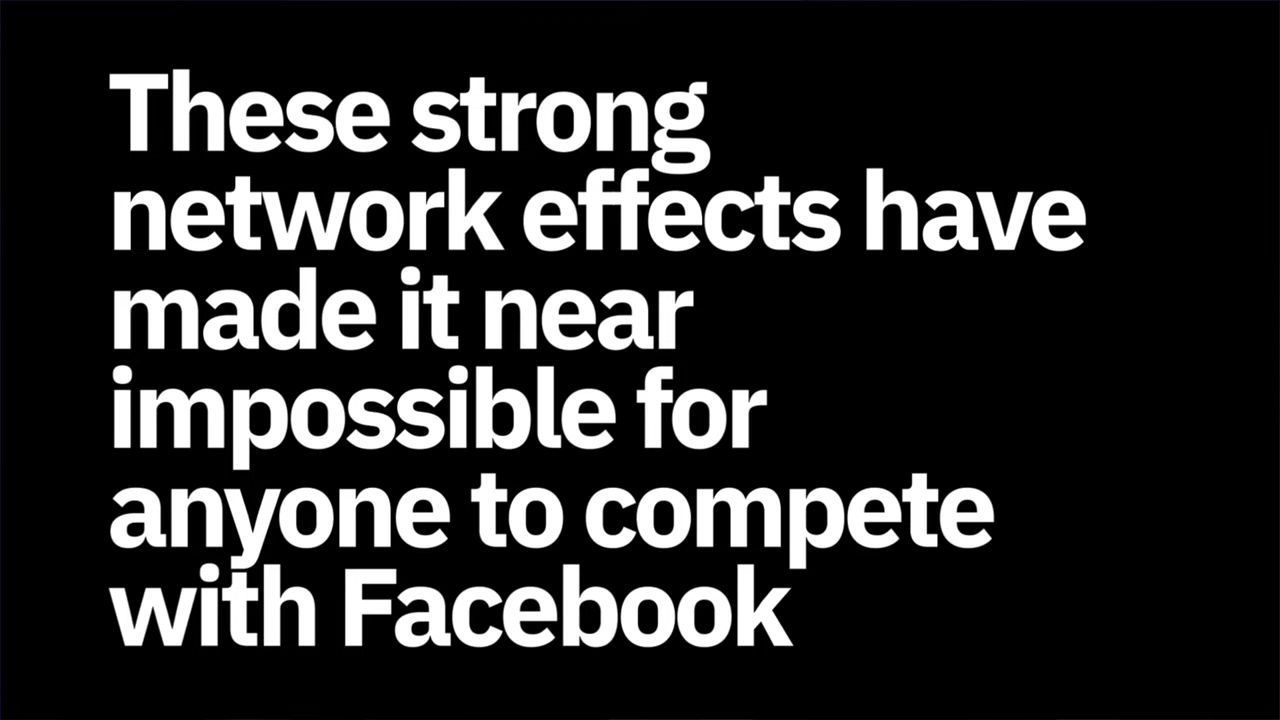 These strong
network effects have
made it near
impossible for
anyone to compete
with Facebook